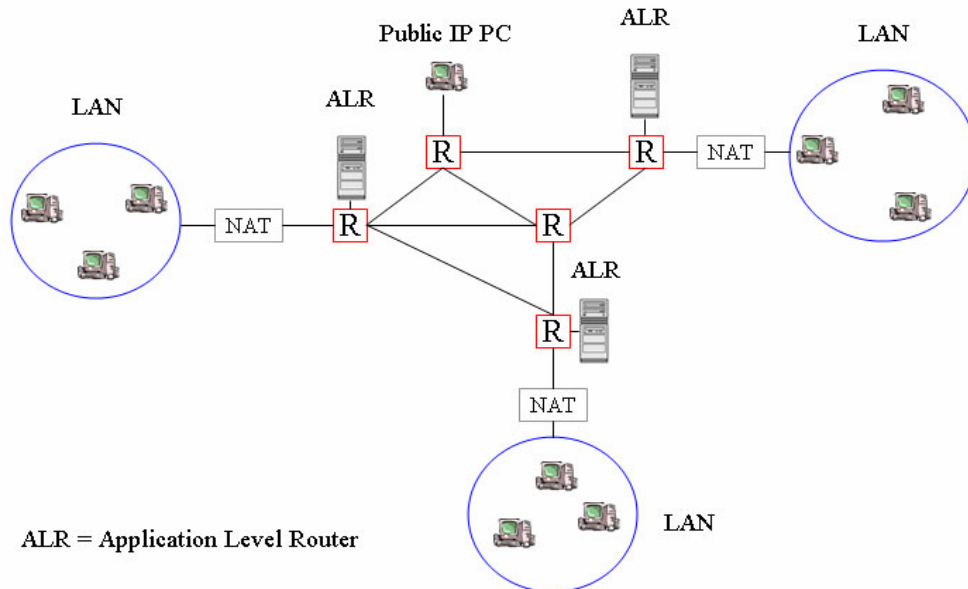 ALR
Public IP PC
LAN
ALR
LAN
R
R
NAT
NAT
R
R
ALR
R
NAT
LAN
ALR = Application Level Router